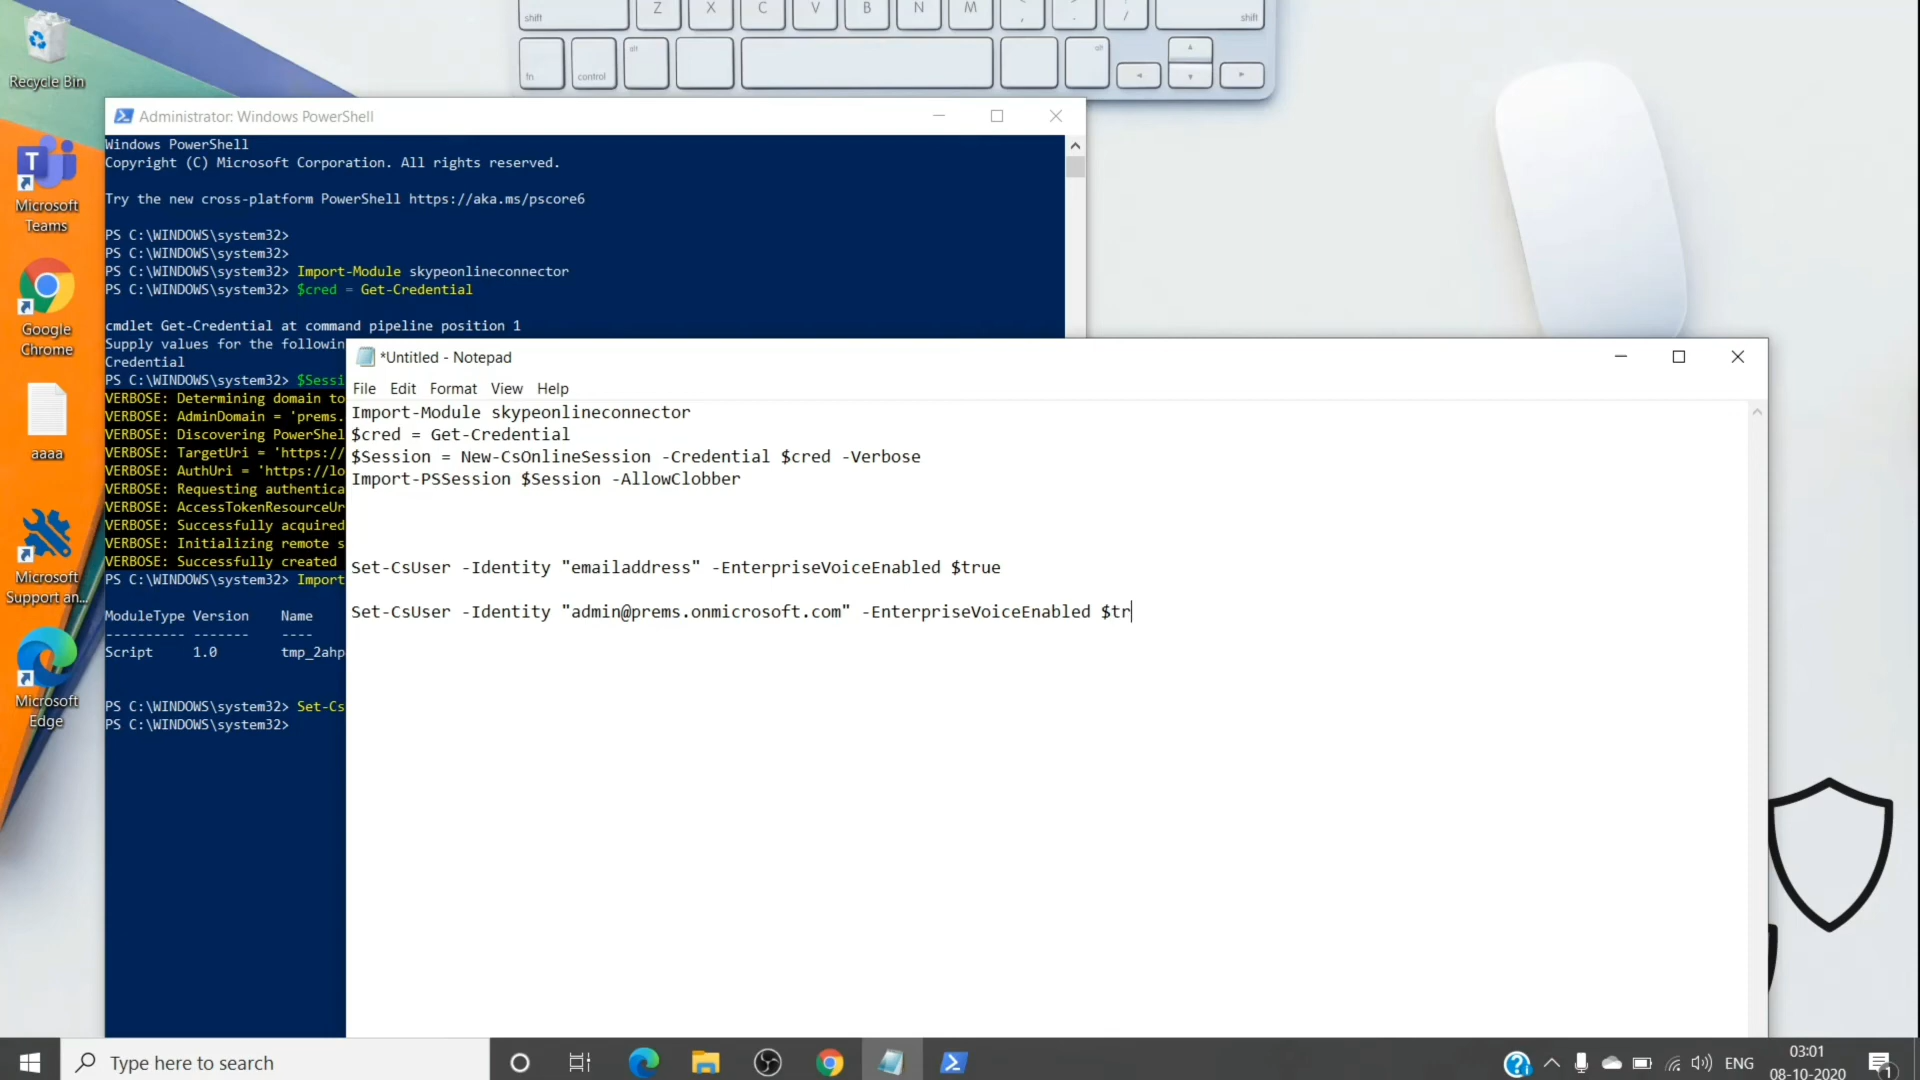 shift
Z
X
C
V
B
N
M
shift
fn
control
alt
alt
Recycle Bin
Microsoft
Teams
Google
Chrome
aaaa
Microsoft
Support an...
Microsoft
Edge
Administrator: Windows PowerShell
Windows PowerShell
Copyright (C) Microsoft Corporation. All rights reserved.
Try the new cross-platform PowerShell https://aka.ms/pscore6
PS C:\WINDOWS\system32>
PS C:\WINDOWS\system32>
PS C:\WINDOWS\system32> Import-Module skypeonlineconnector
PS C:\WINDOWS\system32> $cred = Get-Credential
cmdlet Get-Credential at command pipeline position 1
Supply values for the followin
Credential
PS C:\WINDOWS\system32> $Sessi
VERBOSE: Determining domain to
VERBOSE: AdminDomain = 'prems.
VERBOSE: Discovering PowerShel
VERBOSE: TargetUri = 'https://
VERBOSE: AuthUri = 'https://lo
VERBOSE: Requesting authentica
VERBOSE: AccessTokenResourceUr
VERBOSE: Successfully acquired
VERBOSE: Initializing remote s
VERBOSE: Successfully created
PS C:\WINDOWS\system32> Import
ModuleType Version Name
---------- ------- ----
Script 1.0 tmp_2ahp
PS C:\WINDOWS\system32> Set-Cs
PS C:\WINDOWS\system32>
*Untitled - Notepad
File Edit Format View Help
Import-Module skypeonlineconnector
$cred = Get-Credential
$Session = New-CsOnlineSession -Credential $cred -Verbose
Import-PSSession $Session -AllowClobber
Set-CsUser -Identity "emailaddress" -EnterpriseVoiceEnabled $true
Set-CsUser -Identity "admin@prems.onmicrosoft.com" -EnterpriseVoiceEnabled $tr
Type here to search
ENG
03:01
08-10-2020
1